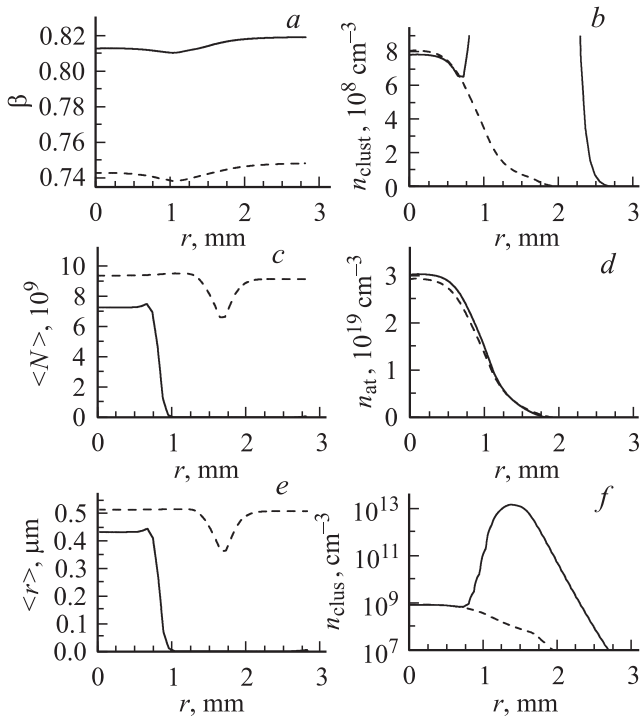 a
0.82
0.80
0.78
0.76
0.74
β
0 1 2 3
r, mm
b
8
6
4
2
0
n_clust, 10^8 cm^−3
0 1 2 3
r, mm
c
10
8
6
4
2
0
<N>, 10^9
0 1 2 3
r, mm
d
3
2
1
0
n_at, 10^19 cm^−3
0 1 2 3
r, mm
e
0.5
0.4
0.3
0.2
0.1
0.0
<r>, μm
0 1 2 3
r, mm
f
10^13
10^11
10^9
10^7
n_clus, cm^−3
0 1 2 3
r, mm